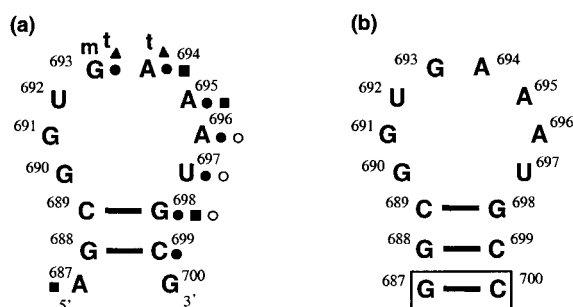 (a) (b)
m t t
693 G A 694 693 G A 694
692 U A 695 692 U A 695
691 G A 696 691 G A 696
690 G U 697 690 G U 697
689 C G 698 689 C G 698
688 G C 699 688 G C 699
687 A G 700 687 G C 700
5' 3'